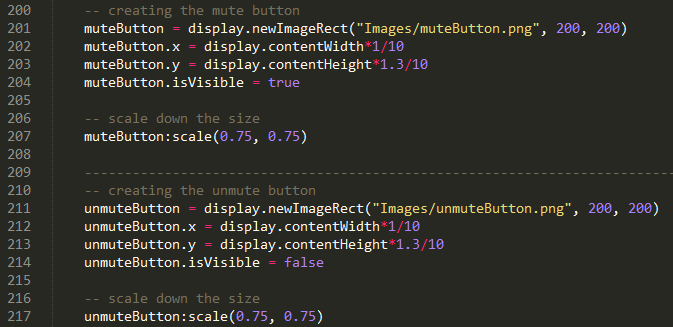 200 -- creating the mute button
201 muteButton = display.newImageRect("Images/muteButton.png", 200, 200)
202 muteButton.x = display.contentWidth*1/10
203 muteButton.y = display.contentHeight*1.3/10
204 muteButton.isVisible = true
205
206 -- scale down the size
207 muteButton:scale(0.75, 0.75)
208
209 --------------------------------------------------------------------------
210 -- creating the unmute button
211 unmuteButton = display.newImageRect("Images/unmuteButton.png", 200, 200)
212 unmuteButton.x = display.contentWidth*1/10
213 unmuteButton.y = display.contentHeight*1.3/10
214 unmuteButton.isVisible = false
215
216 -- scale down the size
217 unmuteButton:scale(0.75, 0.75)